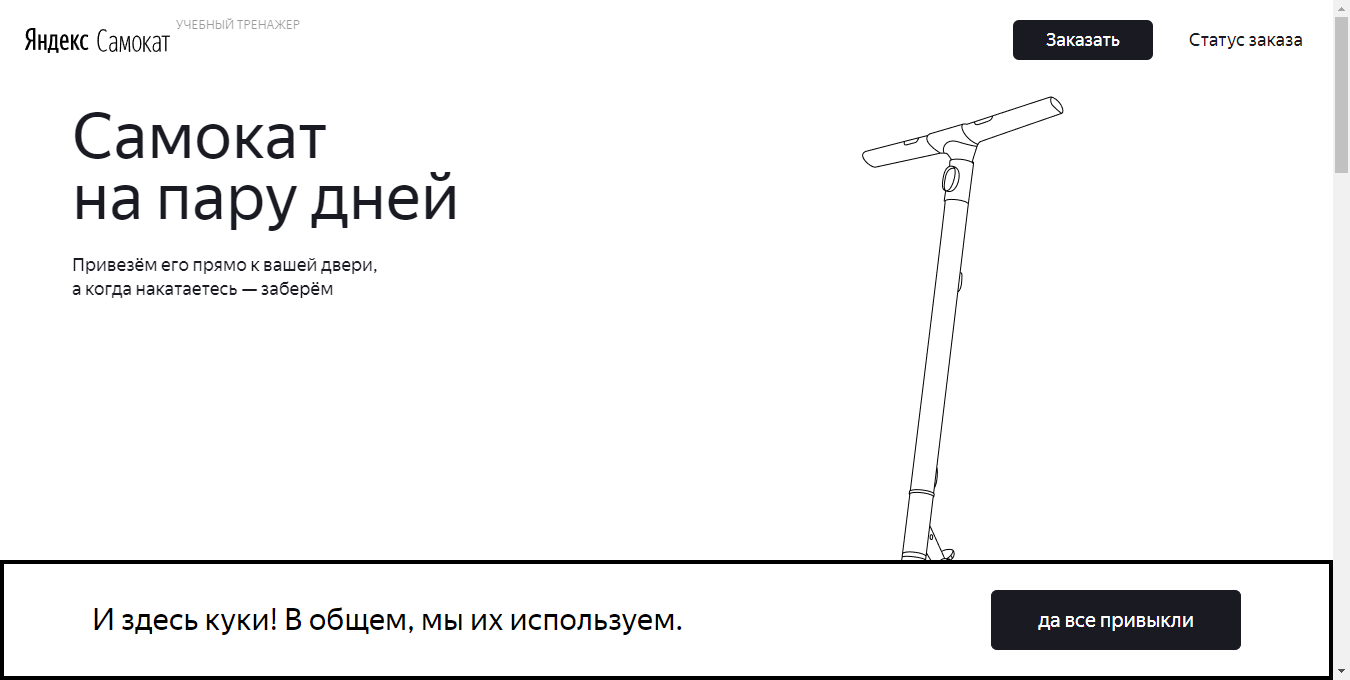 Яндекс Самокат
УЧЕБНЫЙ ТРЕНАЖЕР
Заказать
Статус заказа
Самокат
на пару дней
Привезём его прямо к вашей двери,
а когда накатаетесь — заберём
И здесь куки! В общем, мы их используем.
да все привыкли